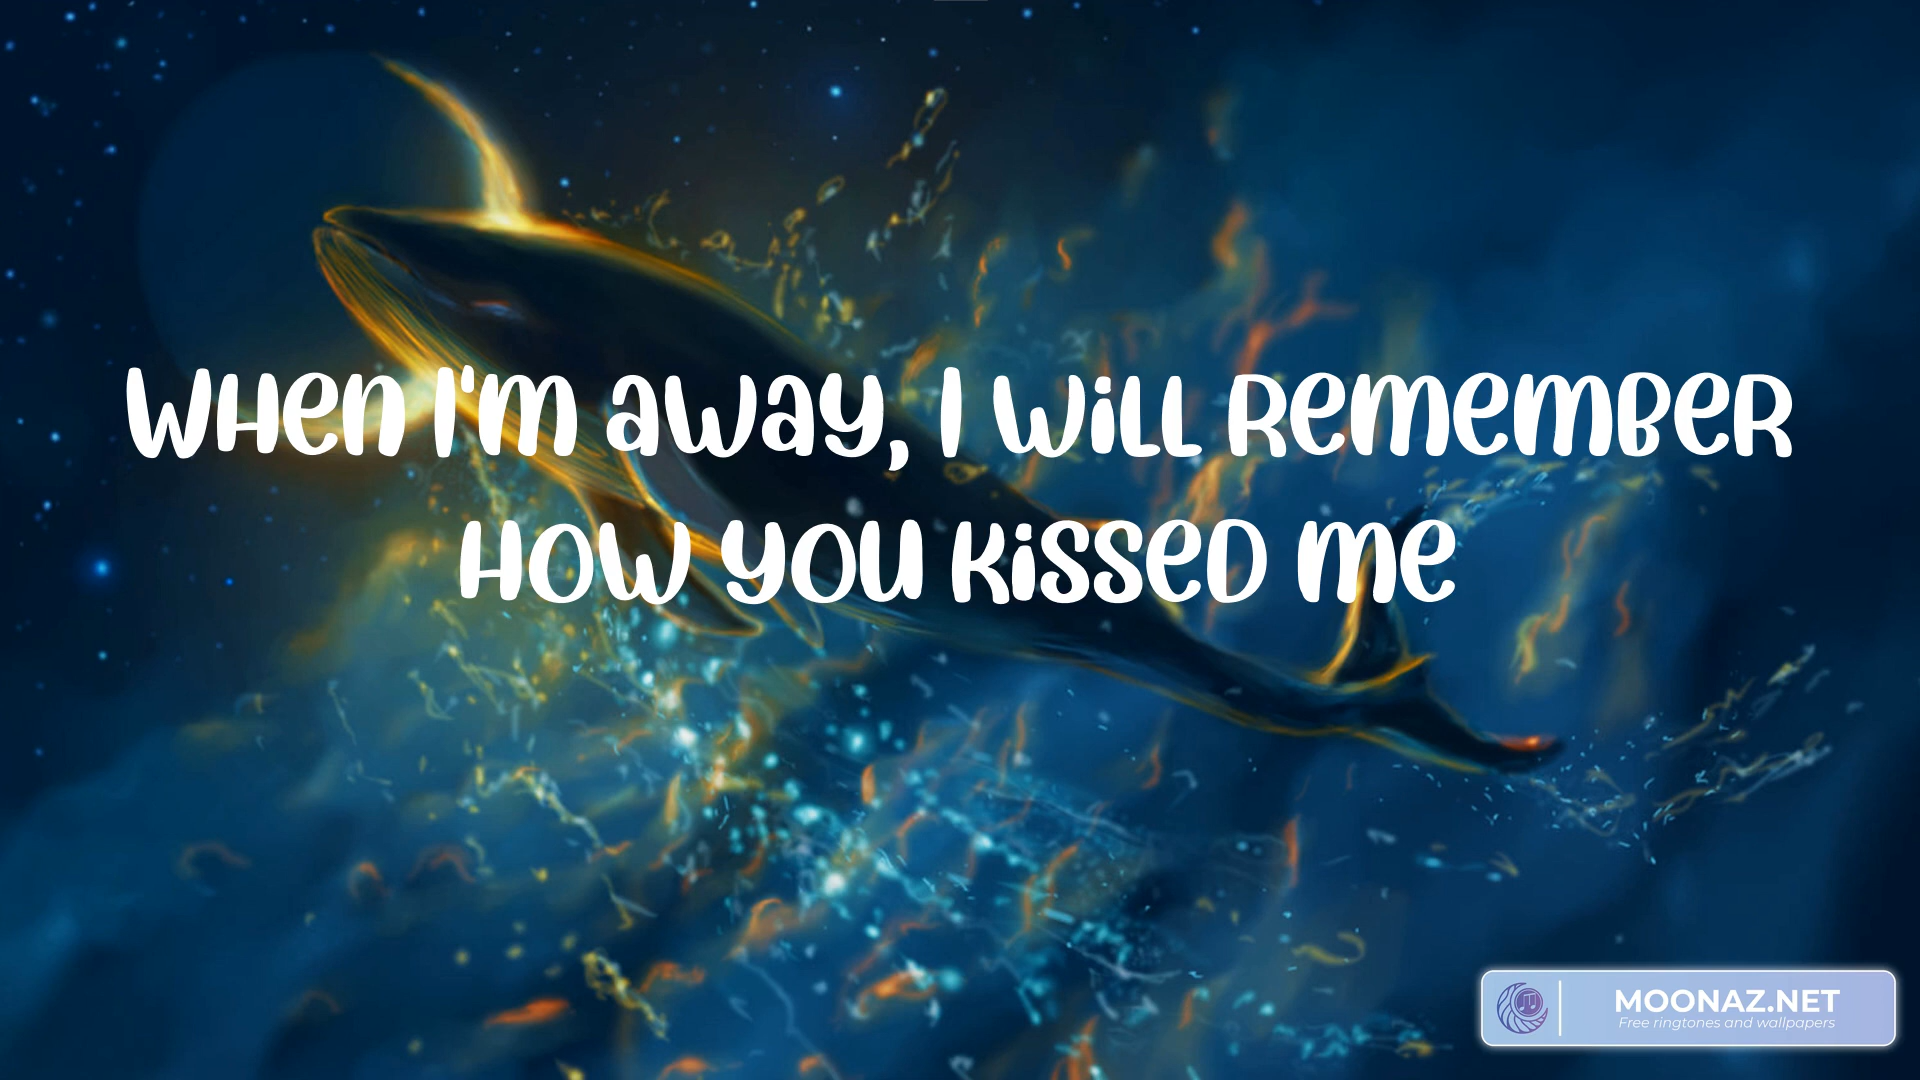 When I'm away, I will remember
how you kissed me
MOONAZ.NET
Free ringtones and wallpapers